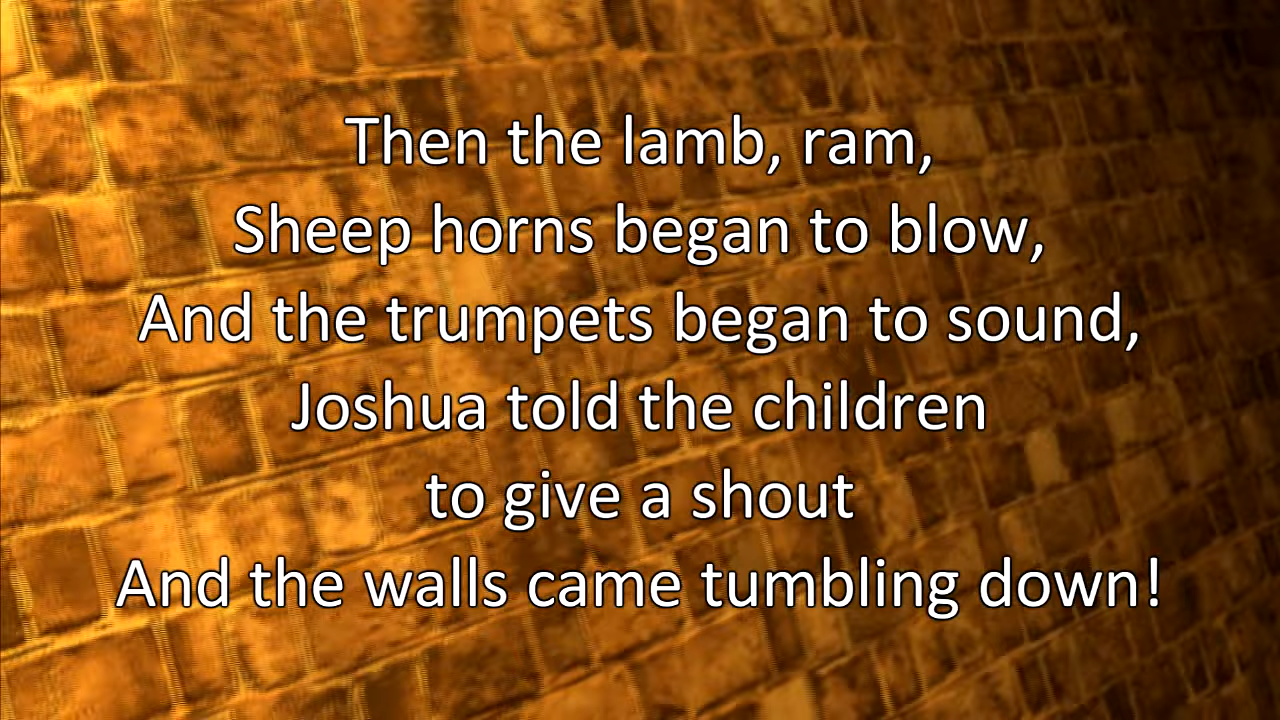 Then the lamb, ram,
Sheep horns began to blow,
And the trumpets began to sound,
Joshua told the children
to give a shout
And the walls came tumbling down!